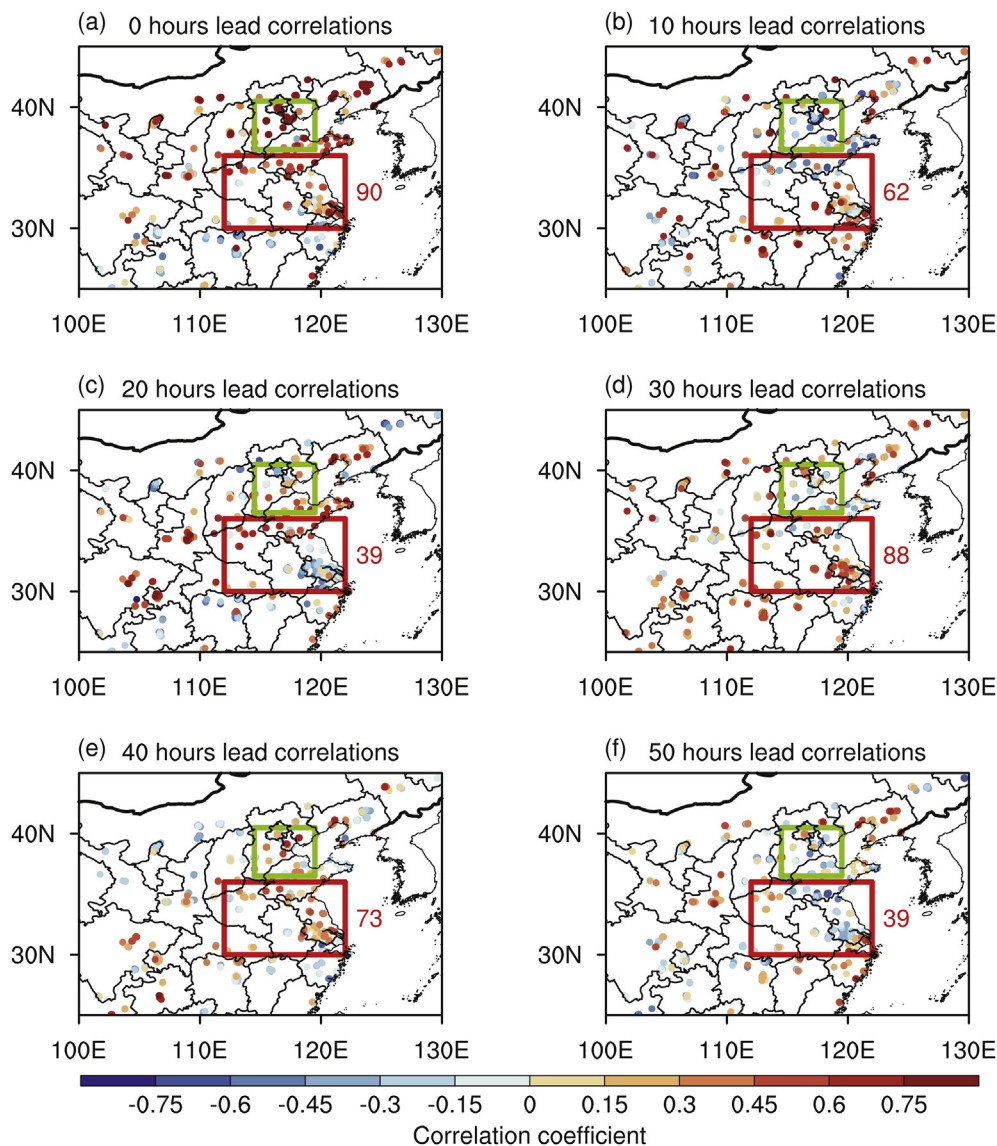 (a) 0 hours lead correlations
(b) 10 hours lead correlations
40N
30N
90
100E 110E 120E 130E
40N
30N
62
100E 110E 120E 130E
(c) 20 hours lead correlations
(d) 30 hours lead correlations
40N
30N
39
100E 110E 120E 130E
40N
30N
88
100E 110E 120E 130E
(e) 40 hours lead correlations
(f) 50 hours lead correlations
40N
30N
73
100E 110E 120E 130E
40N
30N
39
100E 110E 120E 130E
-0.75 -0.6 -0.45 -0.3 -0.15 0 0.15 0.3 0.45 0.6 0.75
Correlation coefficient